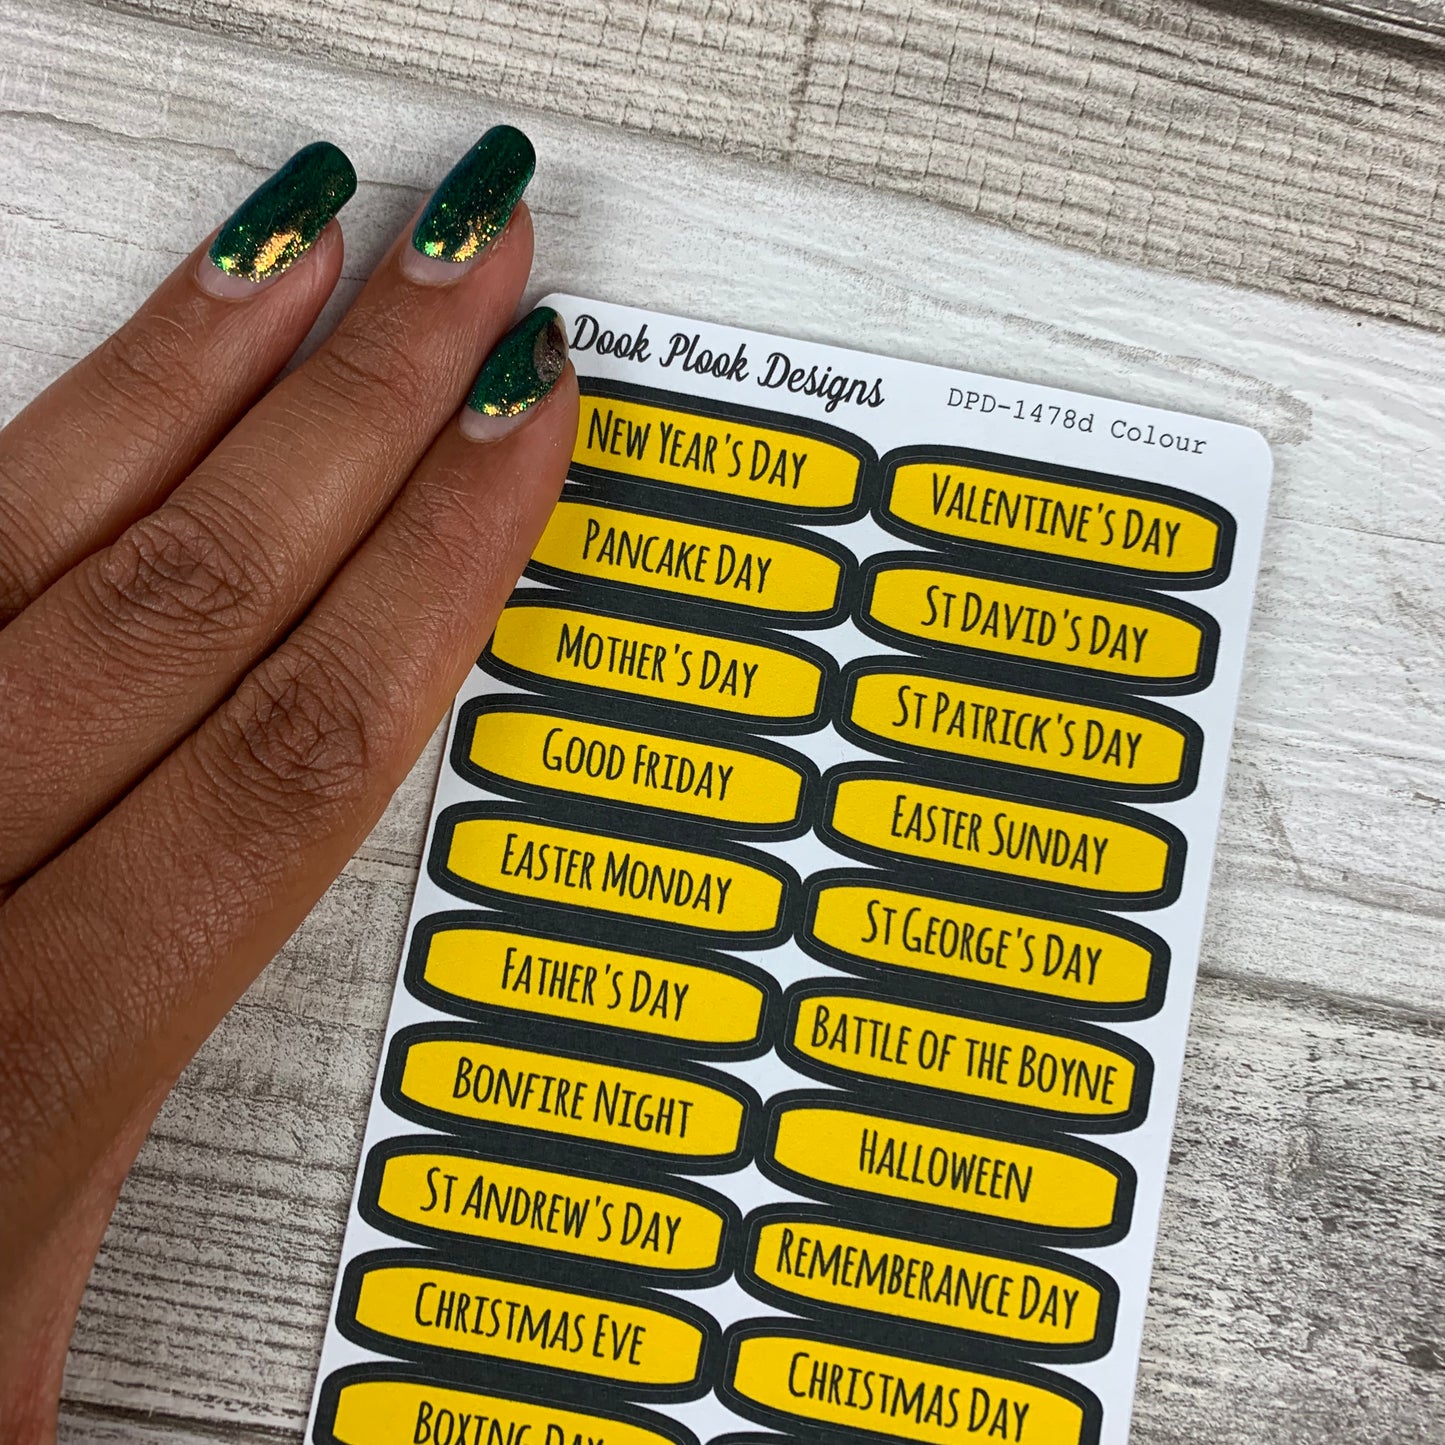 Dook Plook Designs
DPD-1478d Colour
New Year's Day
Valentine's Day
Pancake Day
St David's Day
Mother's Day
St Patrick's Day
Good Friday
Easter Sunday
Easter Monday
St George's Day
Father's Day
Battle of the Boyne
Bonfire Night
Halloween
St Andrew's Day
Rememberance Day
Christmas Eve
Christmas Day
Boxing Day